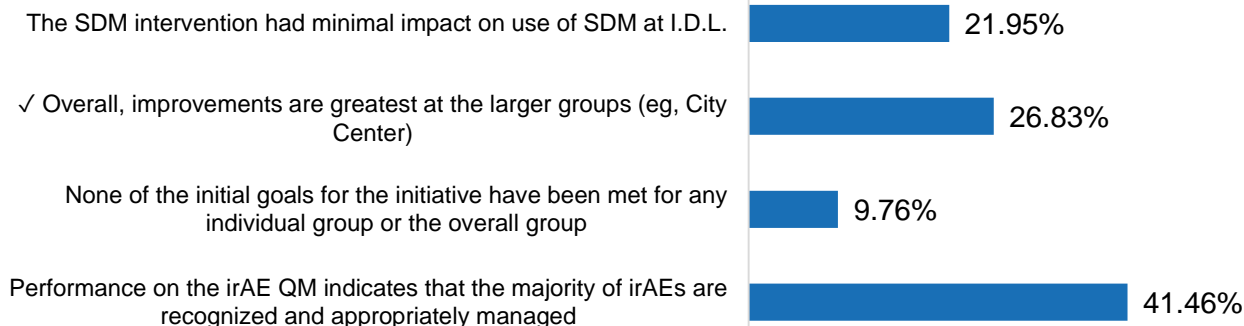 The SDM intervention had minimal impact on use of SDM at I.D.L.
21.95%
✓ Overall, improvements are greatest at the larger groups (eg, City
Center)
26.83%
None of the initial goals for the initiative have been met for any
individual group or the overall group
9.76%
Performance on the irAE QM indicates that the majority of irAEs are
recognized and appropriately managed
41.46%